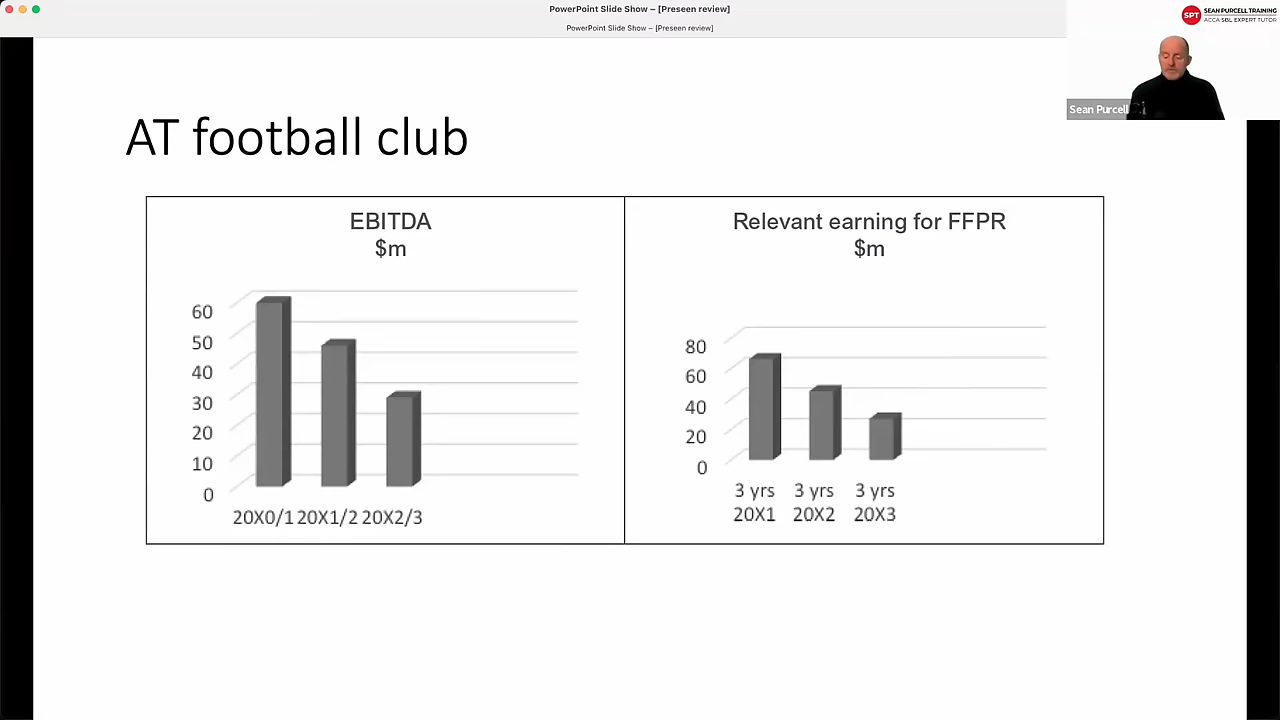 PowerPoint Slide Show – [Preseen review]
PowerPoint Slide Show – [Preseen review]
SPT
SEAN PURCELL TRAINING
ACCA SBL EXPERT TUTOR
Sean Purcell
AT football club
EBITDA
$m
60
50
40
30
20
10
0
20X0/1 20X1/2 20X2/3
Relevant earning for FFPR
$m
80
60
40
20
0
3 yrs 3 yrs 3 yrs
20X1 20X2 20X3